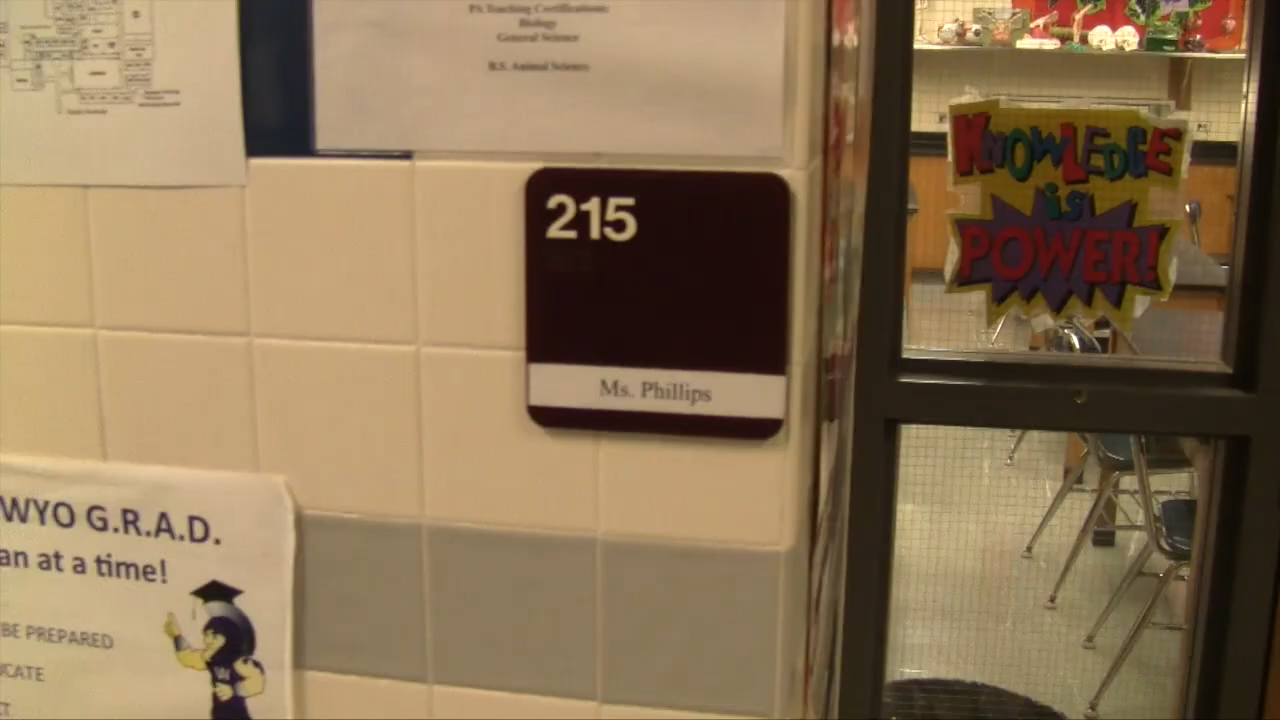 PA Teaching Certifications:
Biology
General Science
B.S. Animal Science
KNOWLEDGE
is
POWER!
215
Ms. Phillips
WYO G.R.A.D.
an at a time!
BE PREPARED